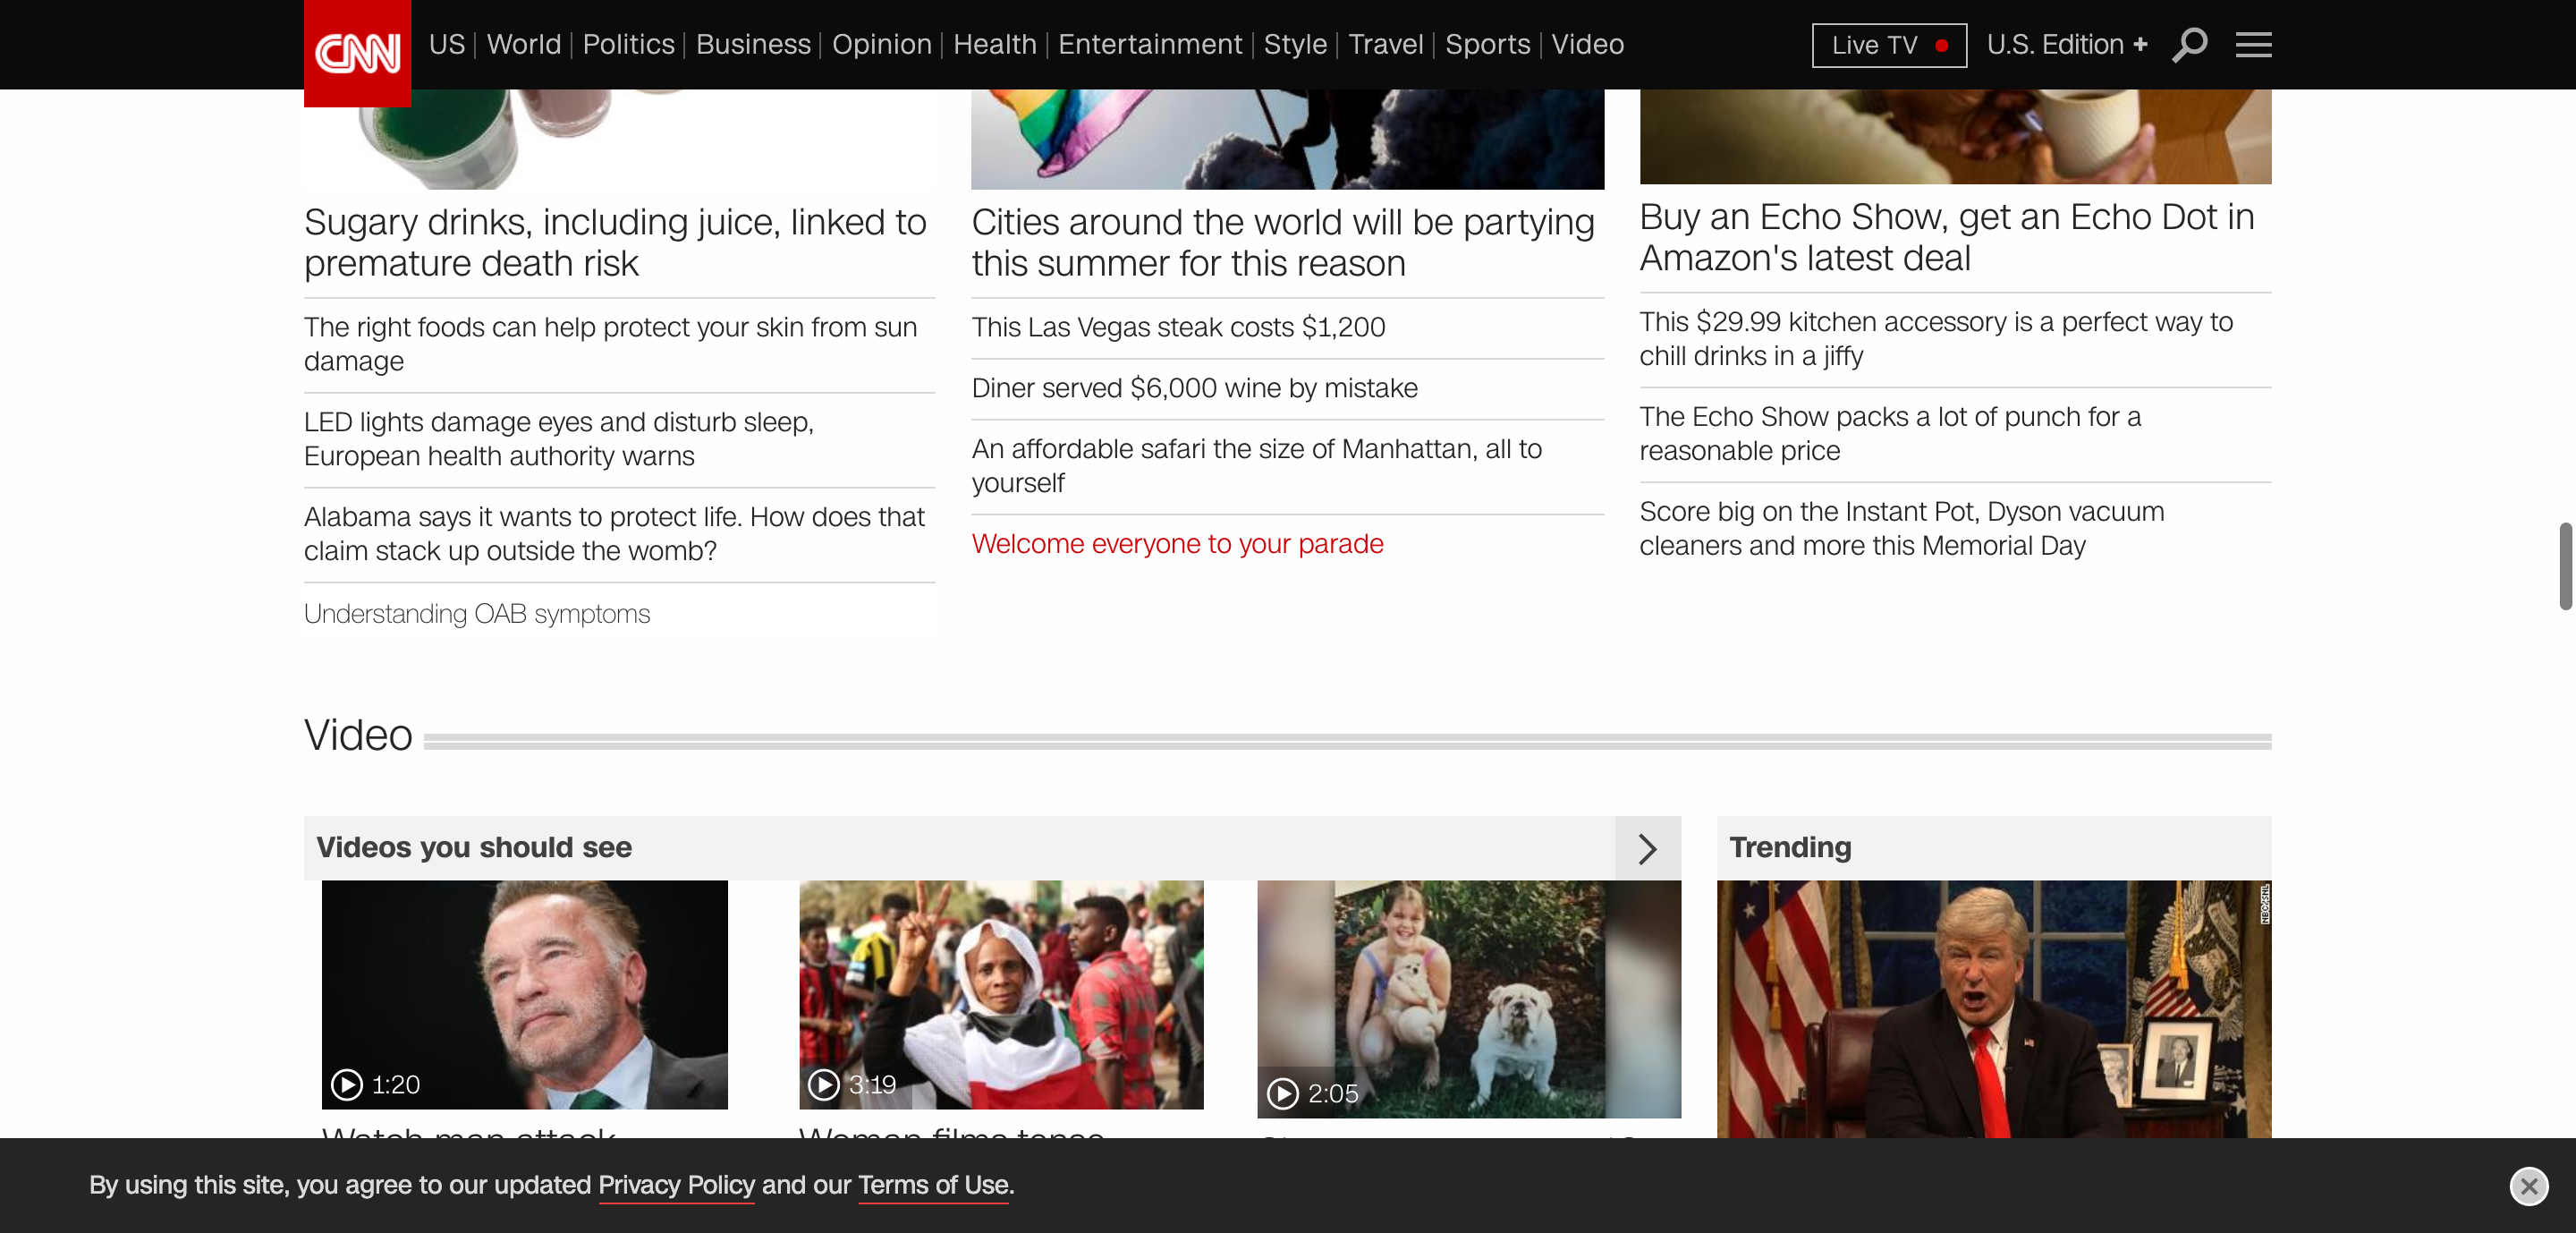 CNN
US
World
Politics
Business
Opinion
Health
Entertainment
Style
Travel
Sports
Video
Live TV
U.S. Edition +
Sugary drinks, including juice, linked to
premature death risk
The right foods can help protect your skin from sun
damage
LED lights damage eyes and disturb sleep,
European health authority warns
Alabama says it wants to protect life. How does that
claim stack up outside the womb?
Understanding OAB symptoms
Cities around the world will be partying
this summer for this reason
This Las Vegas steak costs $1,200
Diner served $6,000 wine by mistake
An affordable safari the size of Manhattan, all to
yourself
Welcome everyone to your parade
Buy an Echo Show, get an Echo Dot in
Amazon's latest deal
This $29.99 kitchen accessory is a perfect way to
chill drinks in a jiffy
The Echo Show packs a lot of punch for a
reasonable price
Score big on the Instant Pot, Dyson vacuum
cleaners and more this Memorial Day
Video
Videos you should see
1:20
Watch man attack
3:19
Woman films tense
2:05
Trending
NBC/SNL
By using this site, you agree to our updated Privacy Policy and our Terms of Use.